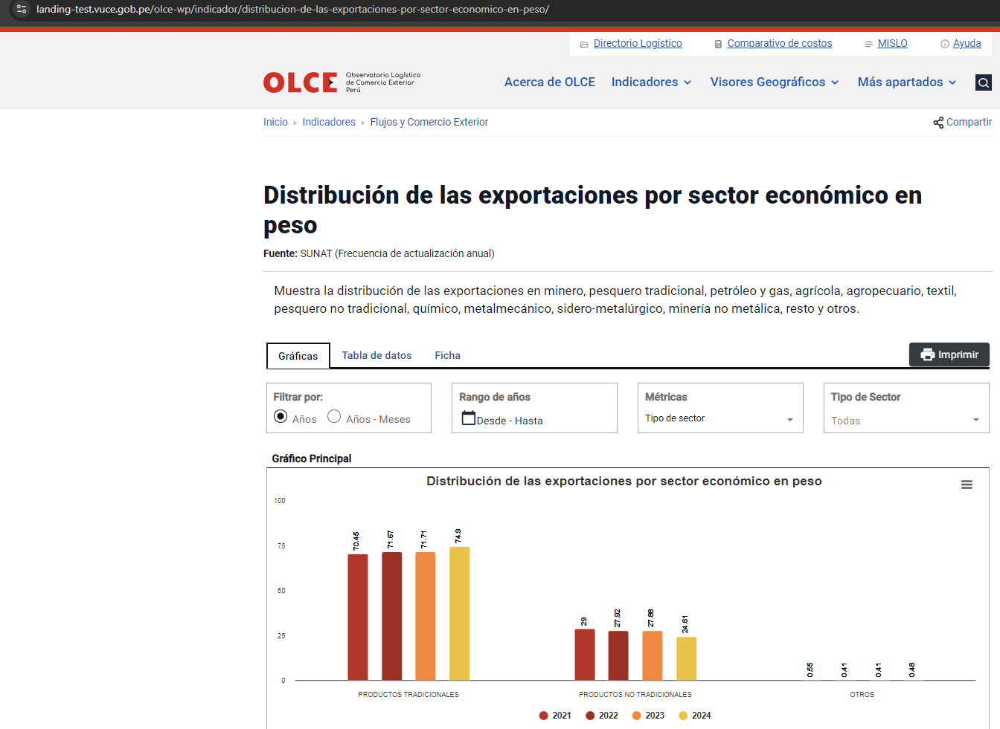 landing-test.vuce.gob.pe/olce-wp/indicador/distribucion-de-las-exportaciones-por-sector-economico-en-peso/
Directorio Logístico Comparativo de costos MISLO Ayuda
OLCE Observatorio Logístico
de Comercio Exterior
Perú
Acerca de OLCE Indicadores Visores Geográficos Más apartados
Inicio Indicadores Flujos y Comercio Exterior Compartir
Distribución de las exportaciones por sector económico en
peso
Fuente: SUNAT (Frecuencia de actualización anual)
Muestra la distribución de las exportaciones en minero, pesquero tradicional, petróleo y gas, agrícola, agropecuario, textil,
pesquero no tradicional, químico, metalmecánico, sidero-metalúrgico, minería no metálica, resto y otros.
Gráficas Tabla de datos Ficha Imprimir
Filtrar por: Rango de años Métricas Tipo de Sector
Años Años - Meses Desde - Hasta Tipo de sector Todas
Gráfico Principal
Distribución de las exportaciones por sector económico en peso
100
75
50
25
0
70.45 71.67 71.71 74.9
29 27.92 27.88 24.61
0.55 0.41 0.41 0.48
PRODUCTOS TRADICIONALES PRODUCTOS NO TRADICIONALES OTROS
2021 2022 2023 2024